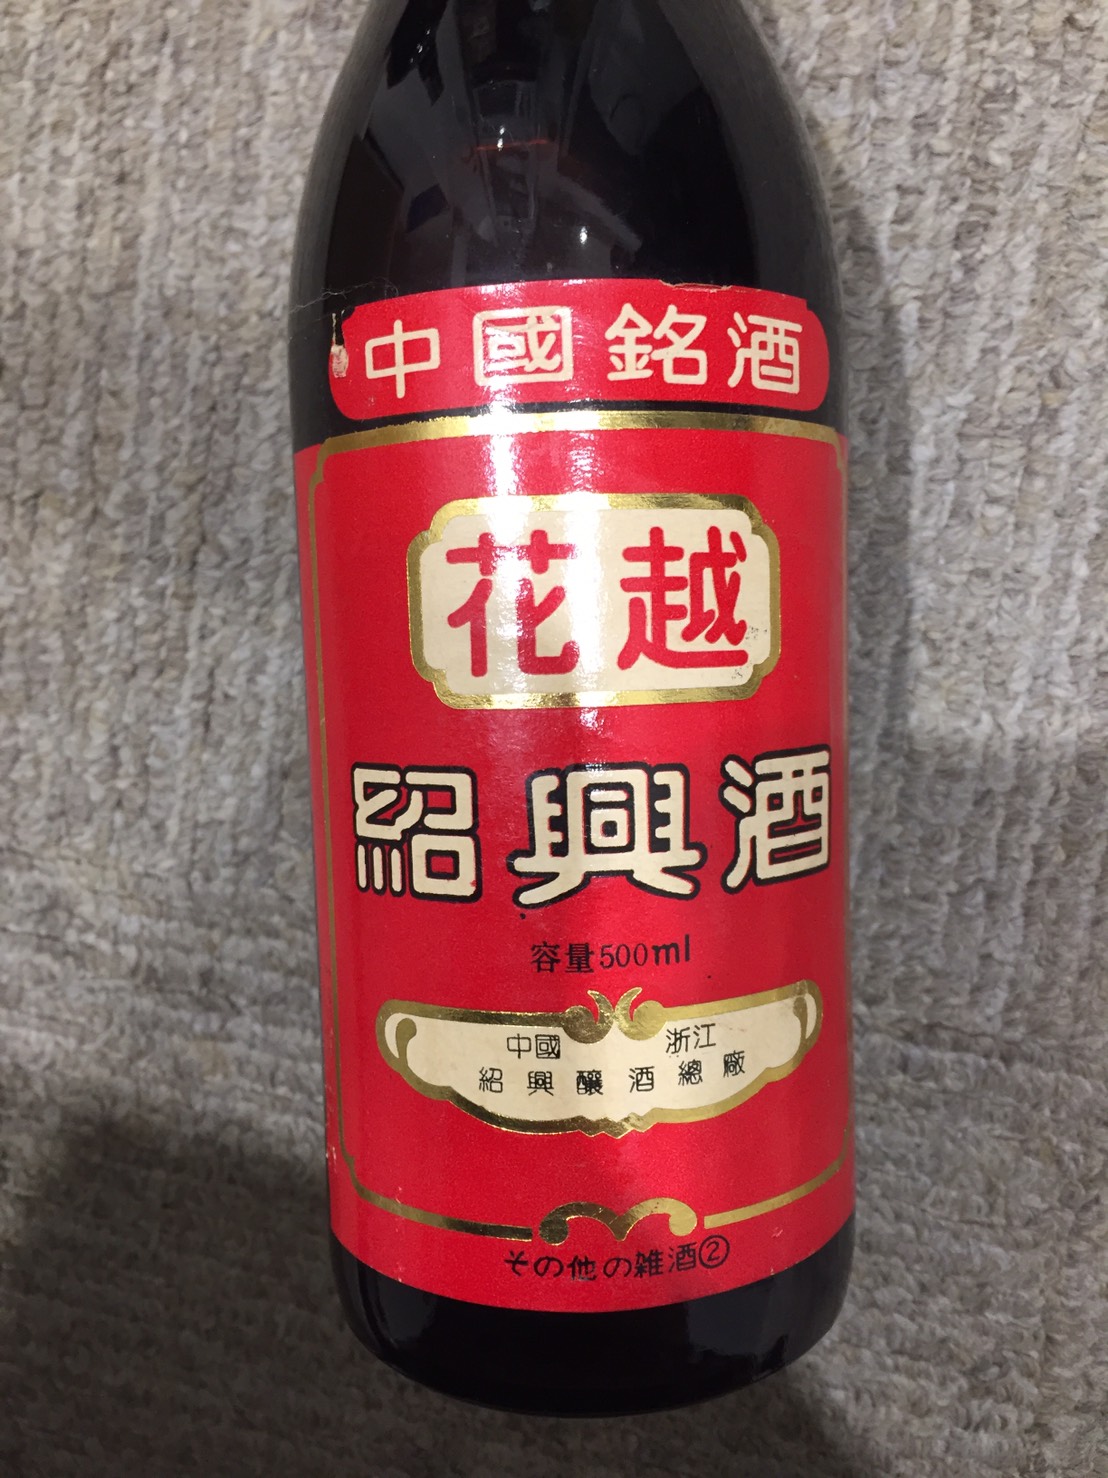 中國銘酒
花越
紹興酒
容量500ml
中國 浙江
紹興釀酒總廠
その他の雑酒②